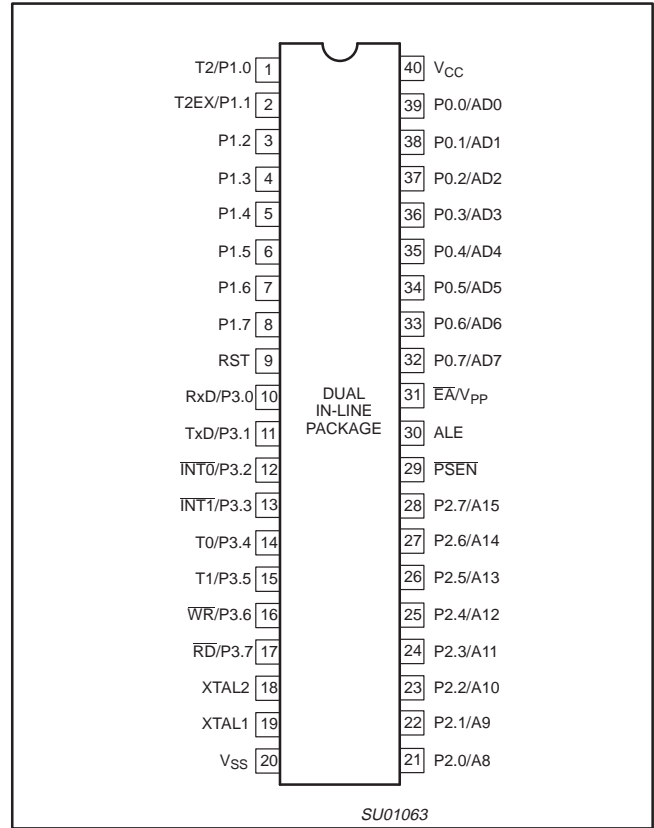 T2/P1.0 1
T2EX/P1.1 2
P1.2 3
P1.3 4
P1.4 5
P1.5 6
P1.6 7
P1.7 8
RST 9
RxD/P3.0 10
TxD/P3.1 11
I̅N̅T̅0̅/P3.2 12
I̅N̅T̅1̅/P3.3 13
T0/P3.4 14
T1/P3.5 15
W̅R̅/P3.6 16
R̅D̅/P3.7 17
XTAL2 18
XTAL1 19
VSS 20
DUAL
IN-LINE
PACKAGE
40 VCC
39 P0.0/AD0
38 P0.1/AD1
37 P0.2/AD2
36 P0.3/AD3
35 P0.4/AD4
34 P0.5/AD5
33 P0.6/AD6
32 P0.7/AD7
31 E̅A̅/VPP
30 ALE
29 P̅S̅E̅N̅
28 P2.7/A15
27 P2.6/A14
26 P2.5/A13
25 P2.4/A12
24 P2.3/A11
23 P2.2/A10
22 P2.1/A9
21 P2.0/A8
SU01063